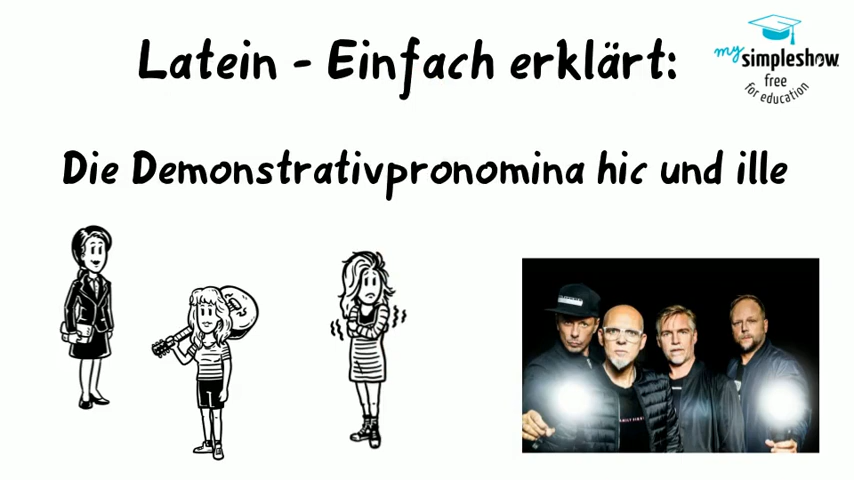 Latein - Einfach erklärt:
my
simpleshow
free
for education
Die Demonstrativpronomina hic und ille